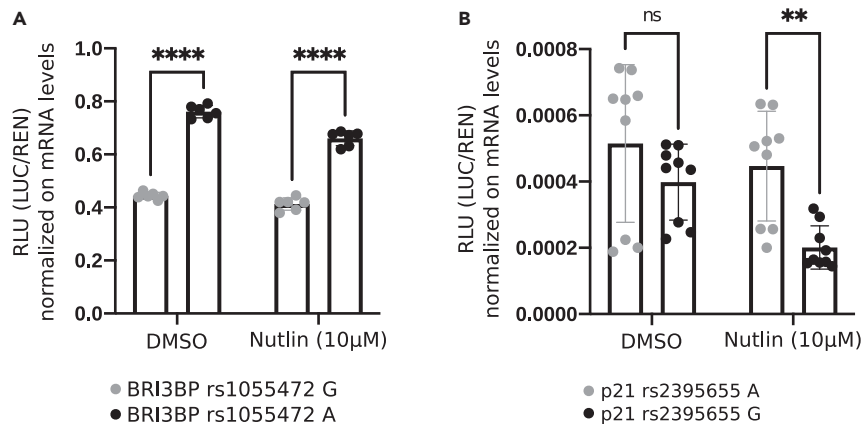 A
RLU (LUC/REN)
normalized on mRNA levels
1.0
0.8
0.6
0.4
0.2
0.0
****
****
DMSO
Nutlin (10µM)
BRI3BP rs1055472 G
BRI3BP rs1055472 A
B
RLU (LUC/REN)
normalized on mRNA levels
0.0008
0.0006
0.0004
0.0002
0.0000
ns
**
DMSO
Nutlin (10µM)
p21 rs2395655 A
p21 rs2395655 G